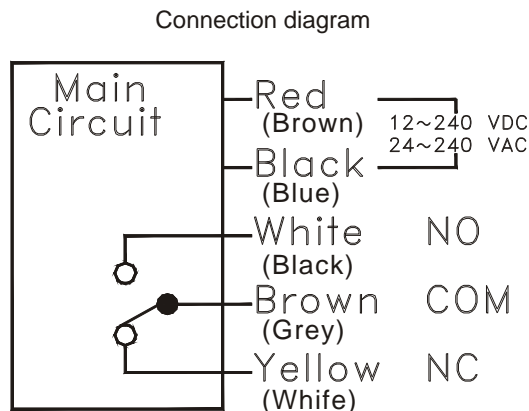 Connection diagram
Main
Circuit
Red
(Brown)
12~240 VDC
24~240 VAC
Black
(Blue)
White NO
(Black)
Brown COM
(Grey)
Yellow NC
(Whife)